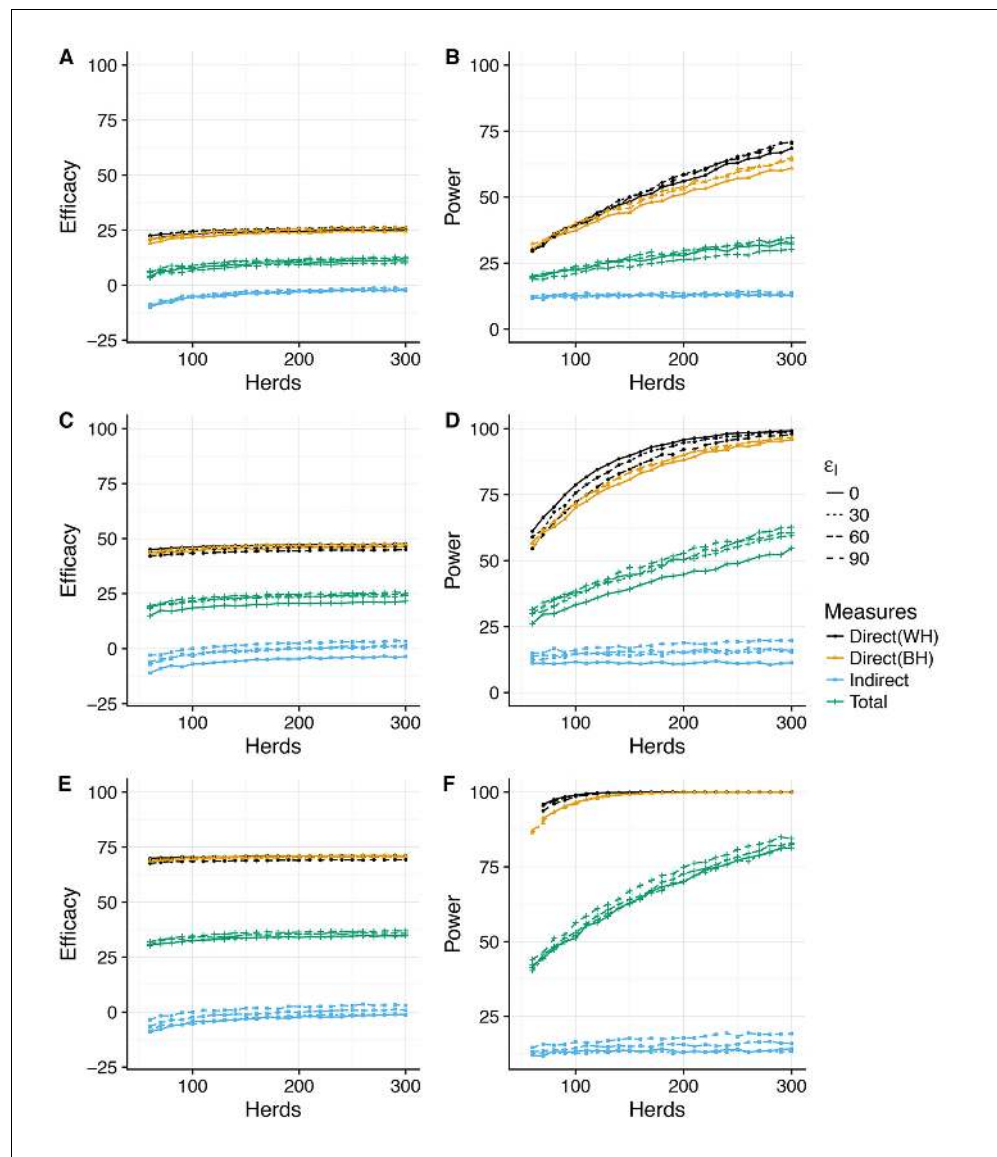 A
100
75
50
25
0
−25
Efficacy
100 200 300
Herds
B
100
75
50
25
0
Power
100 200 300
Herds
C
100
75
50
25
0
−25
Efficacy
100 200 300
Herds
D
100
75
50
25
0
Power
100 200 300
Herds
εI
0
30
60
90
Measures
Direct(WH)
Direct(BH)
Indirect
Total
E
100
75
50
25
0
−25
Efficacy
100 200 300
Herds
F
100
75
50
25
Power
100 200 300
Herds